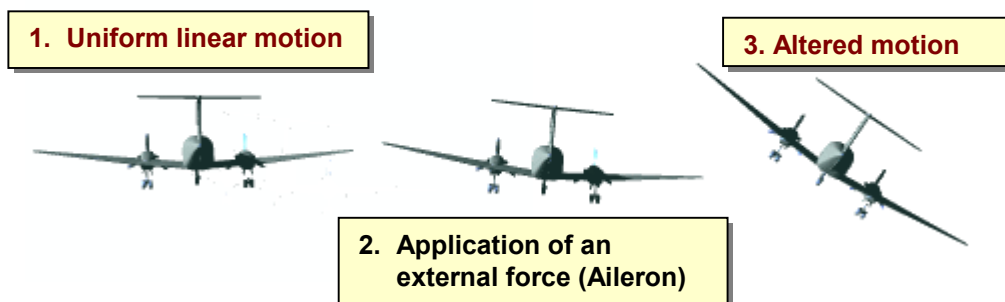 1. Uniform linear motion
3. Altered motion
2. Application of an
external force (Aileron)